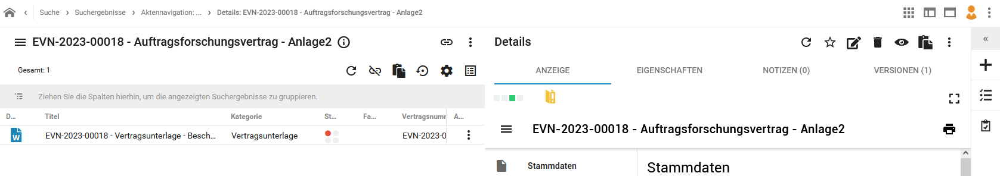 Suche Suchergebnisse Aktennavigation: ... Details: EVN-2023-00018 - Auftragsforschungsvertrag - Anlage2
EVN-2023-00018 - Auftragsforschungsvertrag - Anlage2
Gesamt: 1
Ziehen Sie die Spalten hierhin, um die angezeigten Suchergebnisse zu gruppieren.
D... Titel Kategorie St... Fa... Vertragsnumr A...
W EVN-2023-00018 - Vertragsunterlage - Besch... Vertragsunterlage EVN-2023-0
Details
ANZEIGE EIGENSCHAFTEN NOTIZEN (0) VERSIONEN (1)
EVN-2023-00018 - Auftragsforschungsvertrag - Anlage2
Stammdaten
Stammdaten
«